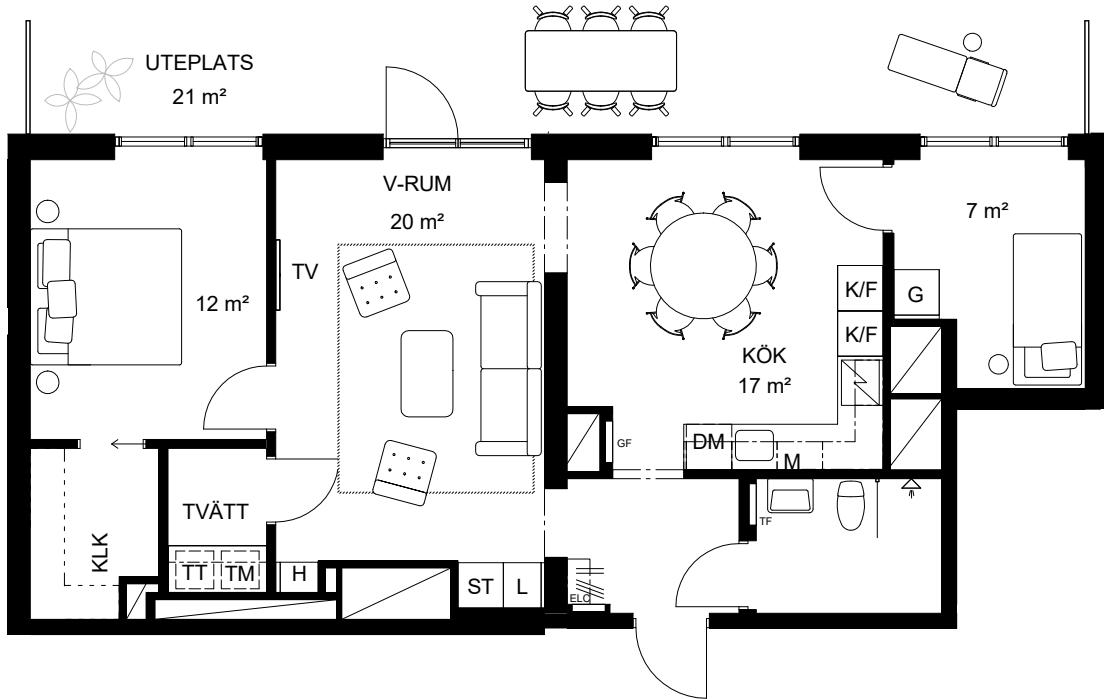 UTEPLATS
21 m²
V-RUM
20 m²
7 m²
TV
12 m²
K/F
G
K/F
KÖK
17 m²
GF
DM
M
TVÄTT
TF
KLK
TT
TM
H
ST
L
ELC